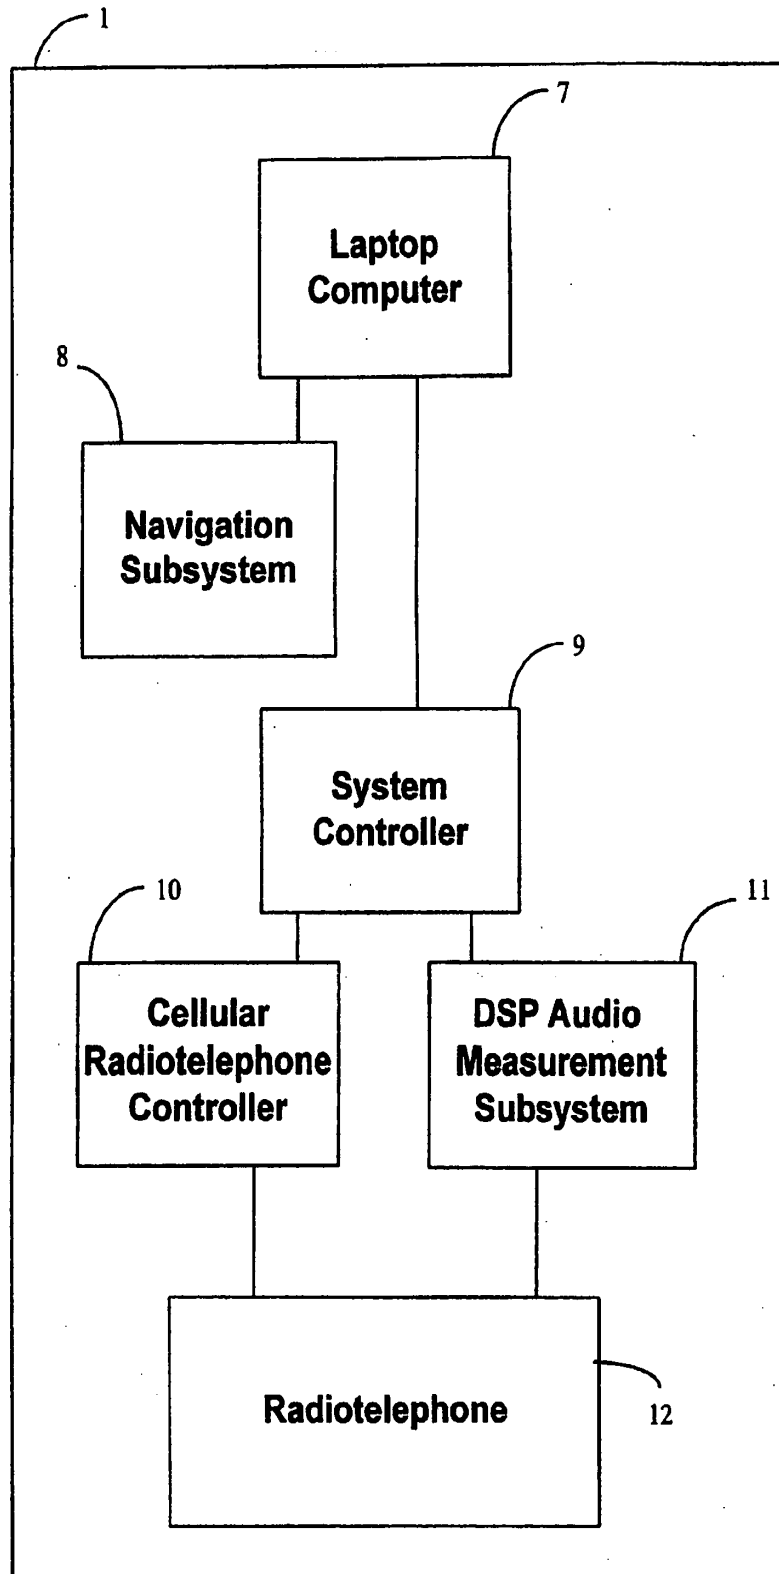 1
7
Laptop
Computer
8
Navigation
Subsystem
9
System
Controller
10
11
Cellular
Radiotelephone
Controller
DSP Audio
Measurement
Subsystem
Radiotelephone
12